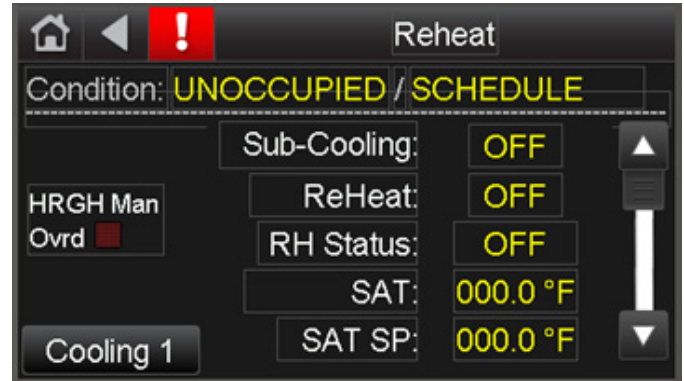 !
Reheat
Condition: UNOCCUPIED / SCHEDULE
Sub-Cooling: OFF
ReHeat: OFF
HRGH Man
Ovrd
RH Status: OFF
SAT: 000.0 °F
SAT SP: 000.0 °F
Cooling 1